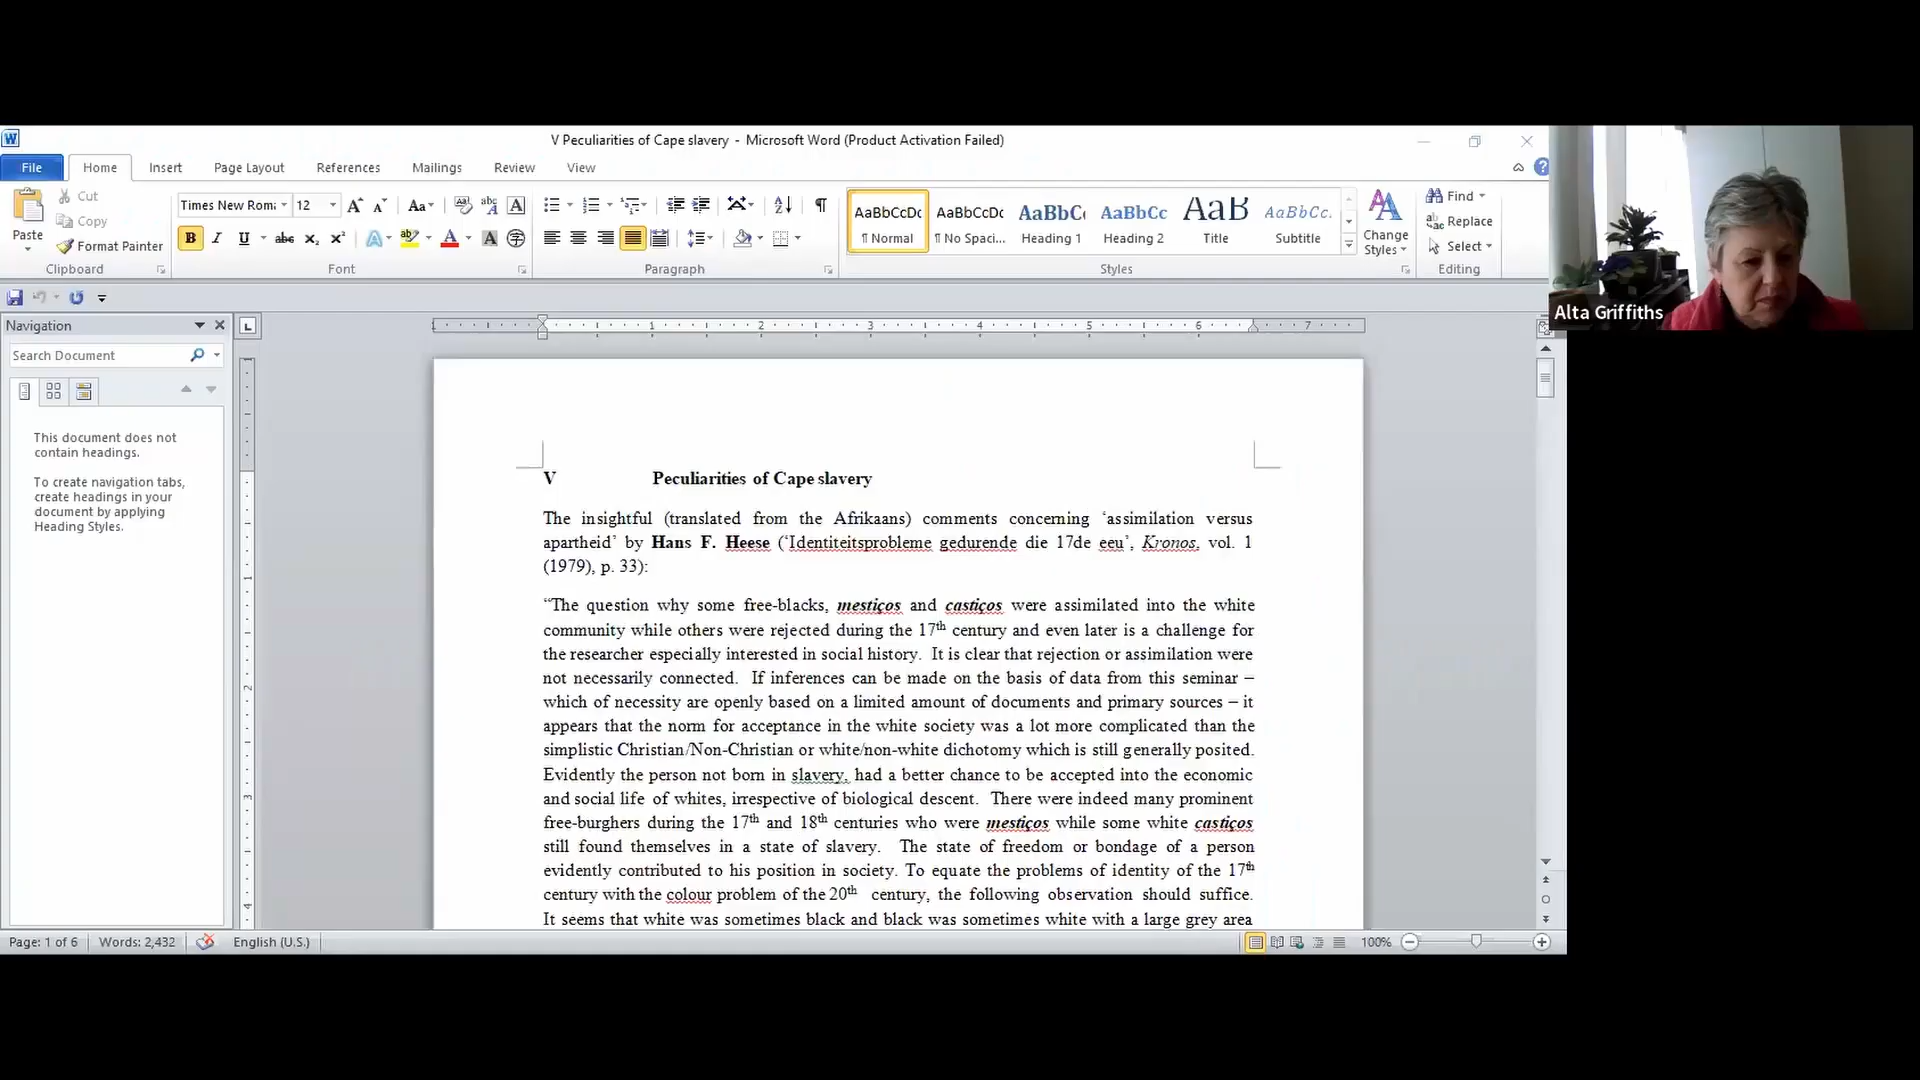 V Peculiarities of Cape slavery - Microsoft Word (Product Activation Failed)
File Home Insert Page Layout References Mailings Review View
Paste
Cut
Copy
Format Painter
Clipboard
Times New Roma 12
Font
Paragraph
AaBbCcDc AaBbCcDc AaBbC AaBbCc AaB AaBbCc.
¶ Normal ¶ No Spaci... Heading 1 Heading 2 Title Subtitle
Change
Styles
Styles
Find
Replace
Select
Editing
Alta Griffiths
Navigation
Search Document
This document does not
contain headings.
To create navigation tabs,
create headings in your
document by applying
Heading Styles.
1 2 3 4 5 6 7
V Peculiarities of Cape slavery
The insightful (translated from the Afrikaans) comments concerning ‘assimilation versus
apartheid’ by Hans F. Heese (‘Identiteitsprobleme gedurende die 17de eeu’, Kronos, vol. 1
(1979), p. 33):
“The question why some free-blacks, mestiços and castiços were assimilated into the white
community while others were rejected during the 17th century and even later is a challenge for
the researcher especially interested in social history. It is clear that rejection or assimilation were
not necessarily connected. If inferences can be made on the basis of data from this seminar –
which of necessity are openly based on a limited amount of documents and primary sources – it
appears that the norm for acceptance in the white society was a lot more complicated than the
simplistic Christian/Non-Christian or white/non-white dichotomy which is still generally posited.
Evidently the person not born in slavery, had a better chance to be accepted into the economic
and social life of whites, irrespective of biological descent. There were indeed many prominent
free-burghers during the 17th and 18th centuries who were mestiços while some white castiços
still found themselves in a state of slavery. The state of freedom or bondage of a person
evidently contributed to his position in society. To equate the problems of identity of the 17th
century with the colour problem of the 20th century, the following observation should suffice.
It seems that white was sometimes black and black was sometimes white with a large grey area
Page: 1 of 6 Words: 2,432 English (U.S.) 100%